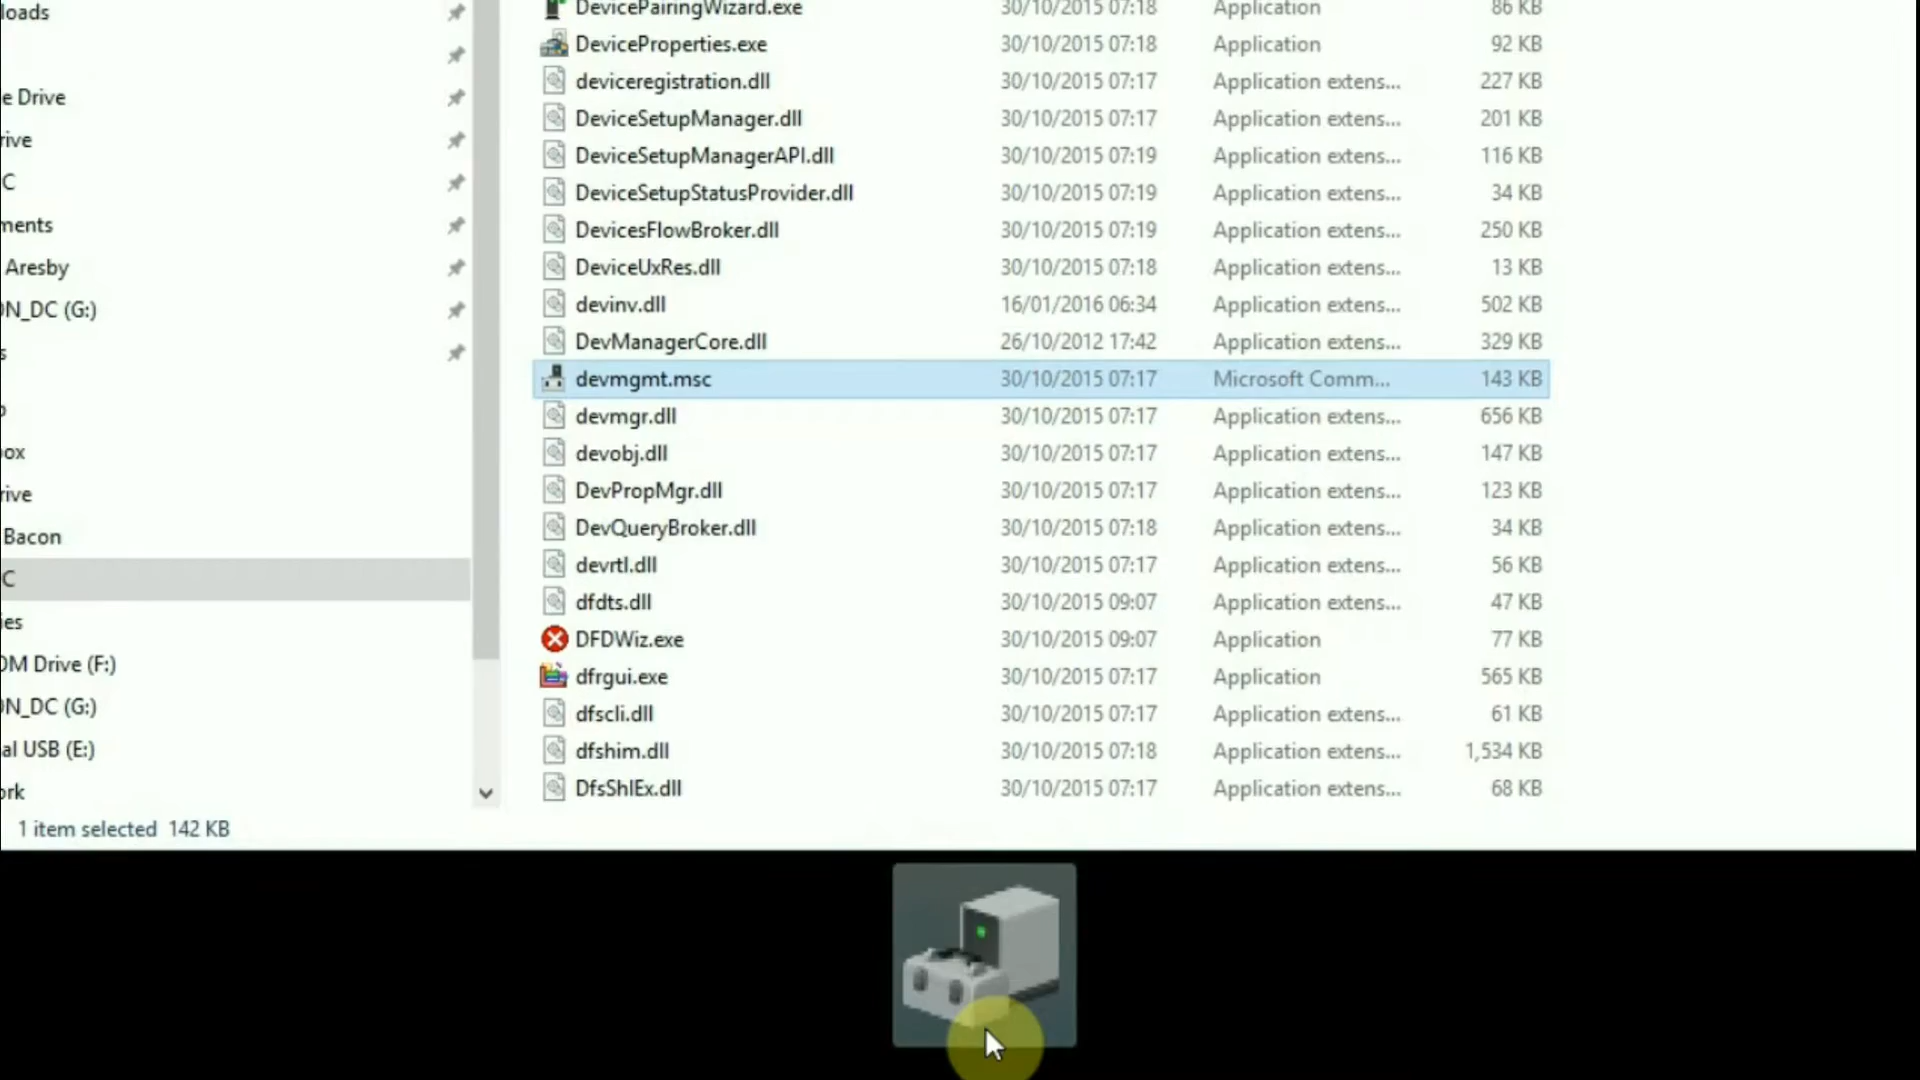 loads
e Drive
rive
C
ments
Aresby
ON_DC (G:)
s
o
box
rive
Bacon
C
ies
OM Drive (F:)
ON_DC (G:)
al USB (E:)
ork
1 item selected 142 KB
DevicePairingWizard.exe 30/10/2015 07:18 Application 86 KB
DeviceProperties.exe 30/10/2015 07:18 Application 92 KB
deviceregistration.dll 30/10/2015 07:17 Application extens... 227 KB
DeviceSetupManager.dll 30/10/2015 07:17 Application extens... 201 KB
DeviceSetupManagerAPI.dll 30/10/2015 07:19 Application extens... 116 KB
DeviceSetupStatusProvider.dll 30/10/2015 07:19 Application extens... 34 KB
DevicesFlowBroker.dll 30/10/2015 07:19 Application extens... 250 KB
DeviceUxRes.dll 30/10/2015 07:18 Application extens... 13 KB
devinv.dll 16/01/2016 06:34 Application extens... 502 KB
DevManagerCore.dll 26/10/2012 17:42 Application extens... 329 KB
devmgmt.msc 30/10/2015 07:17 Microsoft Comm... 143 KB
devmgr.dll 30/10/2015 07:17 Application extens... 656 KB
devobj.dll 30/10/2015 07:17 Application extens... 147 KB
DevPropMgr.dll 30/10/2015 07:17 Application extens... 123 KB
DevQueryBroker.dll 30/10/2015 07:18 Application extens... 34 KB
devrtl.dll 30/10/2015 07:17 Application extens... 56 KB
dfdts.dll 30/10/2015 09:07 Application extens... 47 KB
DFDWiz.exe 30/10/2015 09:07 Application 77 KB
dfrgui.exe 30/10/2015 07:17 Application 565 KB
dfscli.dll 30/10/2015 07:17 Application extens... 61 KB
dfshim.dll 30/10/2015 07:18 Application extens... 1,534 KB
DfsShlEx.dll 30/10/2015 07:17 Application extens... 68 KB